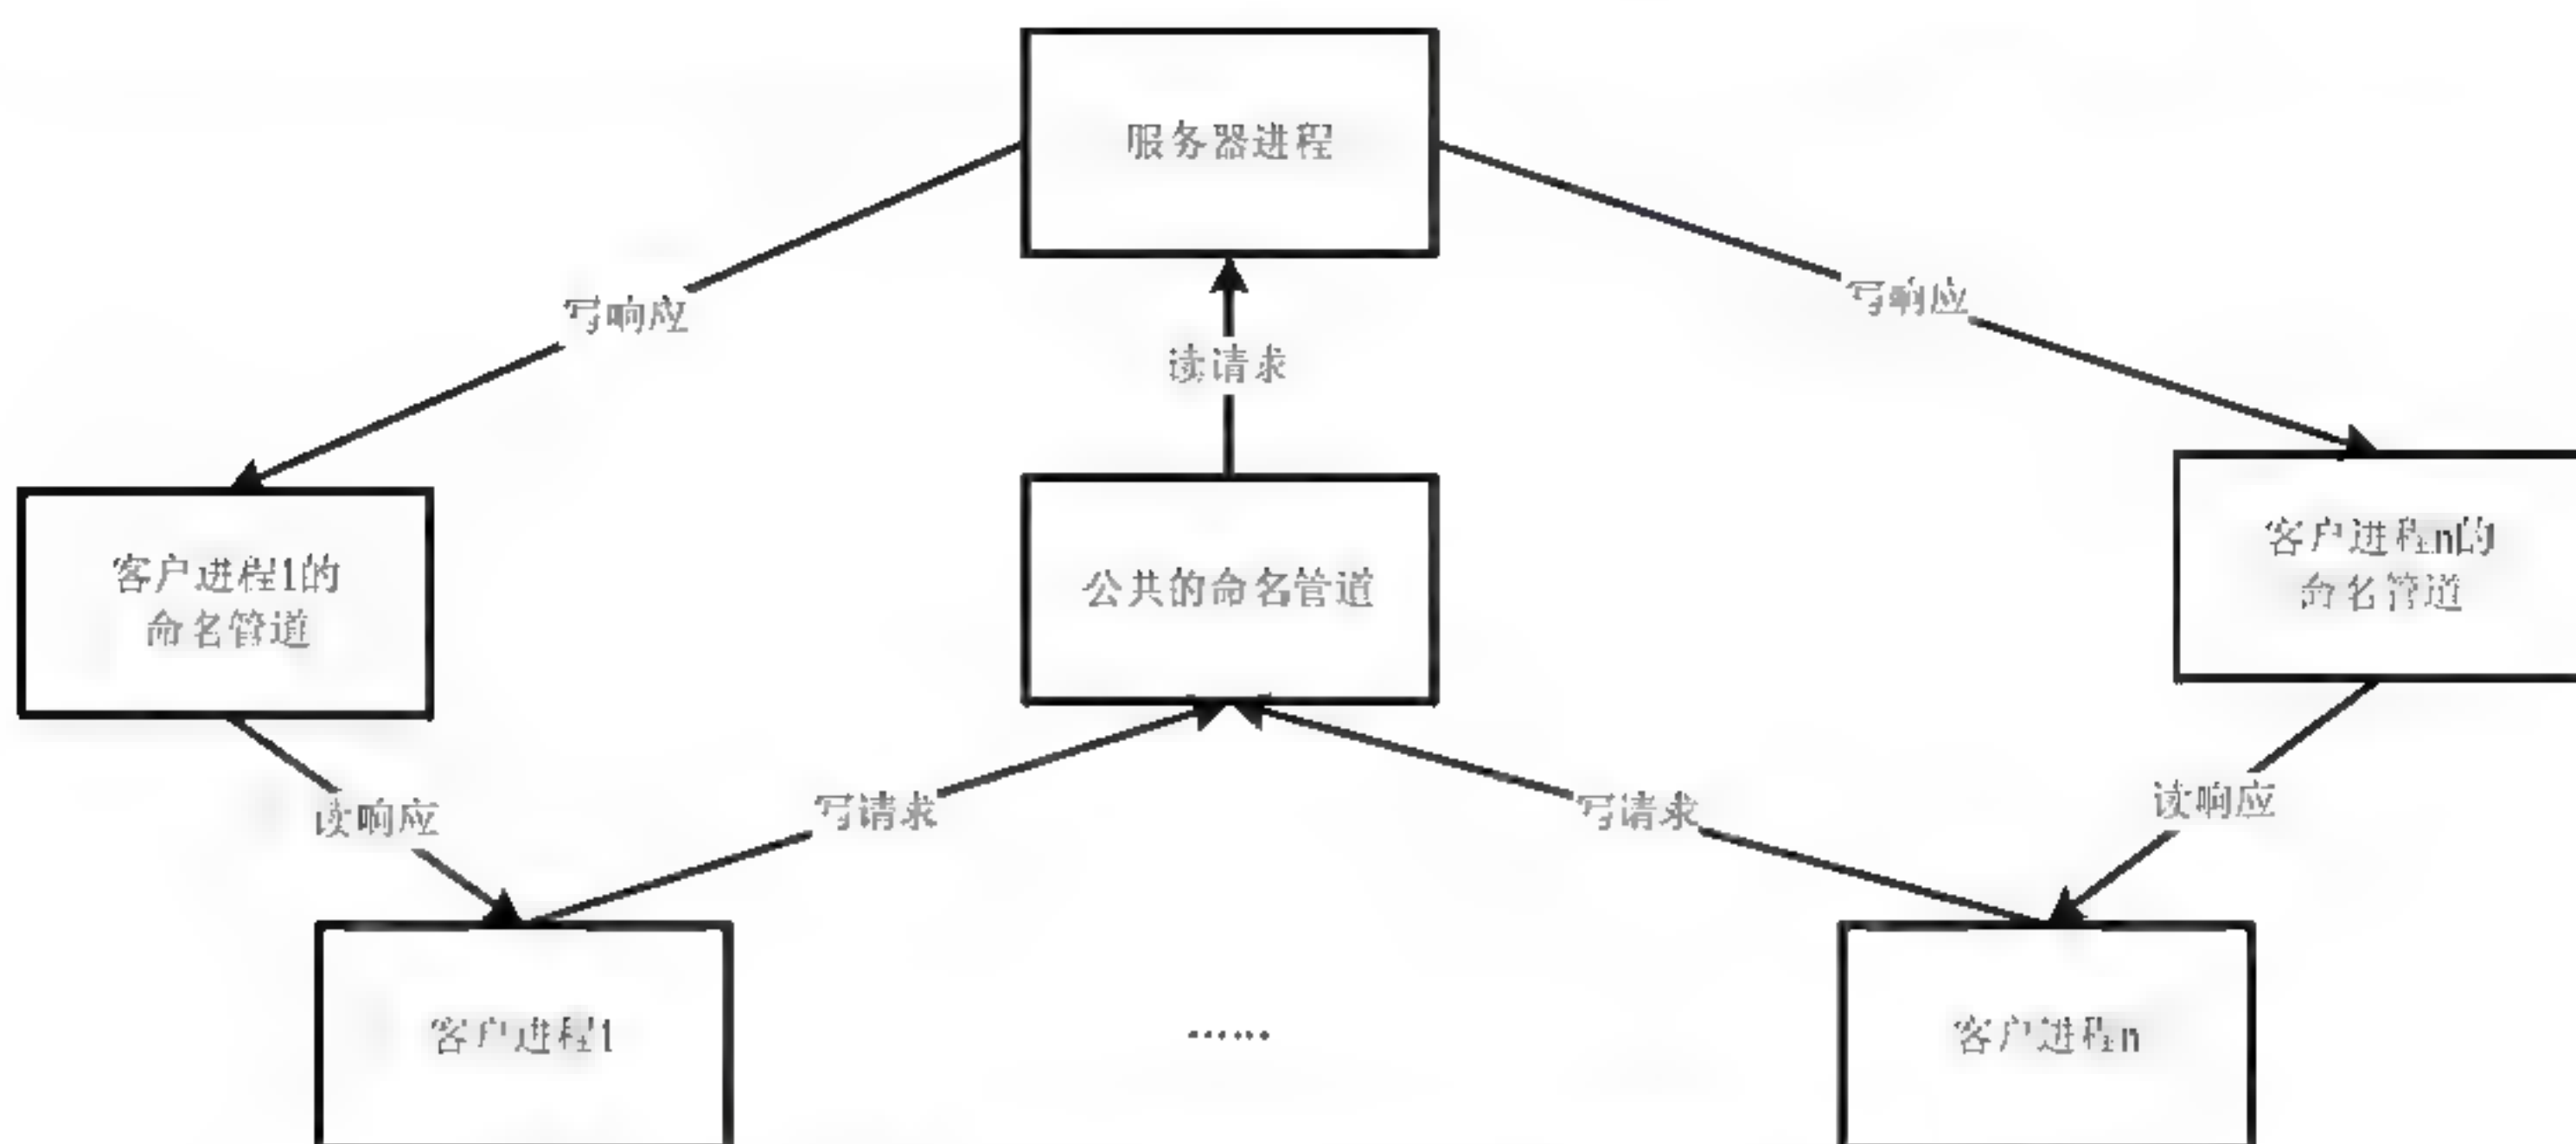 服务器进程
写响应
写响应
读请求
客户进程1的
命名管道
公共的命名管道
客户进程n的
命名管道
读响应
写请求
写请求
读响应
客户进程1
......
客户进程n